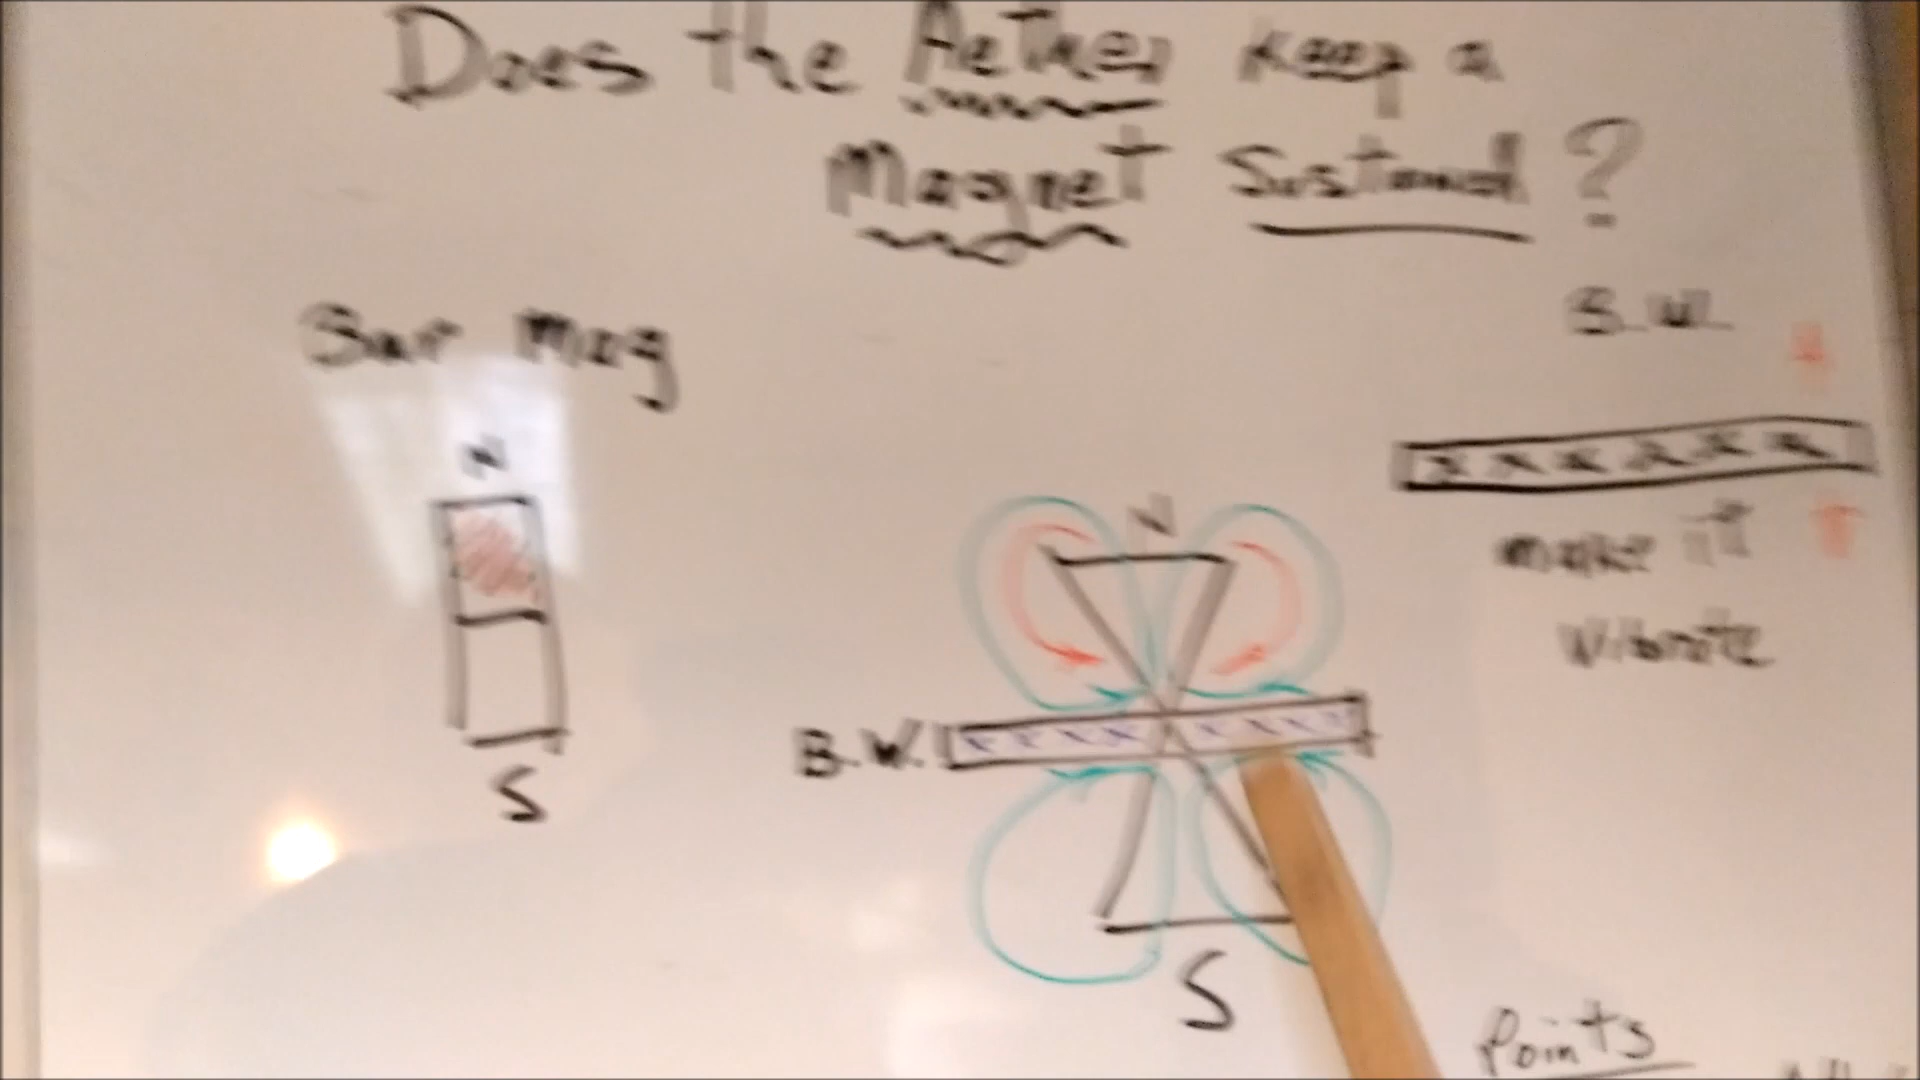 Does the Aether keep a
Magnet Sustained?
Bar Mag
N
S
N
B.W.
S
B.W.
make it
vibrate
Points